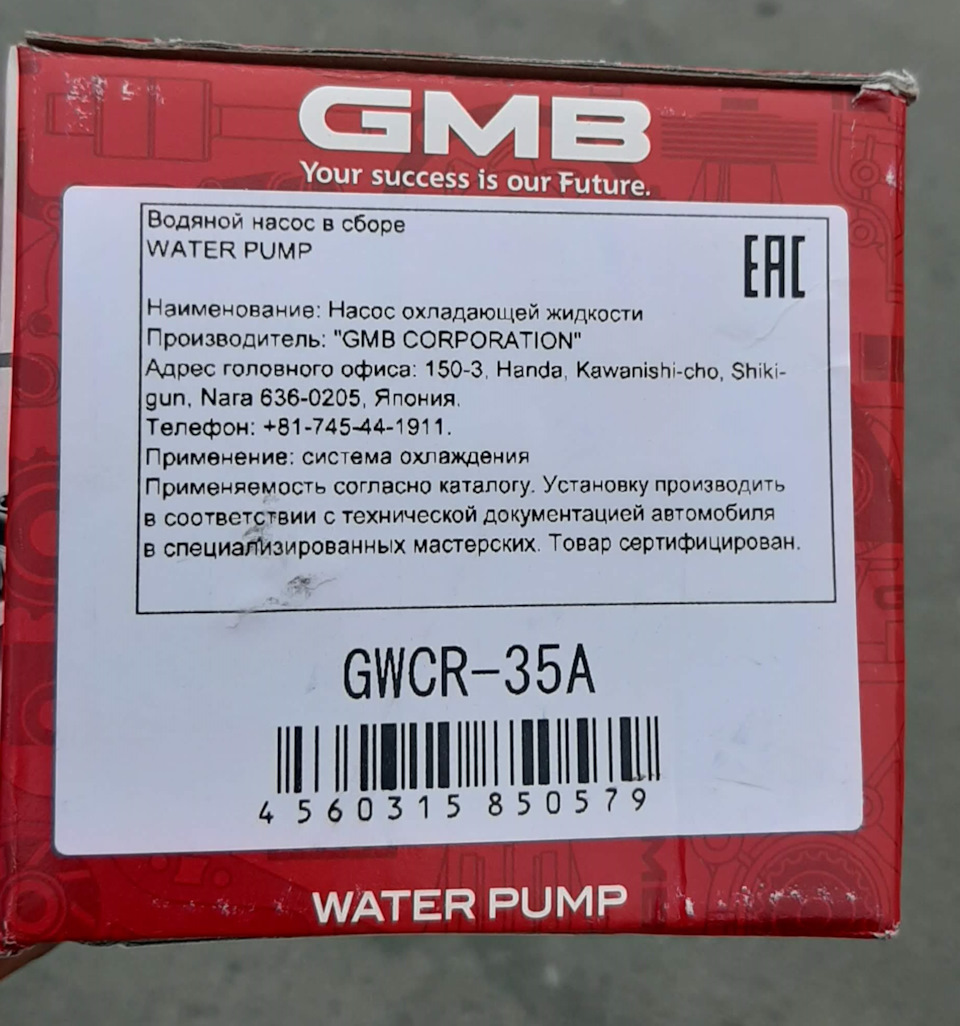 GMB
Your success is our Future.
Водяной насос в сборе
WATER PUMP
EAC
Наименование: Насос охладающей жидкости
Производитель: "GMB CORPORATION"
Адрес головного офиса: 150-3, Handa, Kawanishi-cho, Shiki-
gun, Nara 636-0205, Япония.
Телефон: +81-745-44-1911.
Применение: система охлаждения
Применяемость согласно каталогу. Установку производить
в соответствии с технической документацией автомобиля
в специализированных мастерских. Товар сертифицирован.
GWCR-35A
4 560315 850579
WATER PUMP